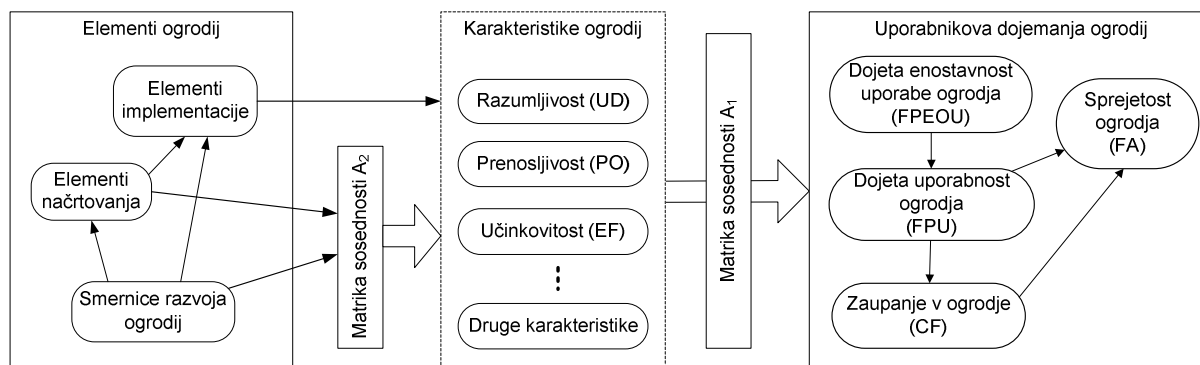 Elementi ogrodij
Elementi
implementacije
Elementi
načrtovanja
Smernice razvoja
ogrodij
Matrika sosednosti A₂
Karakteristike ogrodij
Razumljivost (UD)
Prenosljivost (PO)
Učinkovitost (EF)
Druge karakteristike
Matrika sosednosti A₁
Uporabnikova dojemanja ogrodij
Dojeta enostavnost
uporabe ogrodja
(FPEOU)
Sprejetost
ogrodja
(FA)
Dojeta uporabnost
ogrodja
(FPU)
Zaupanje v ogrodje
(CF)